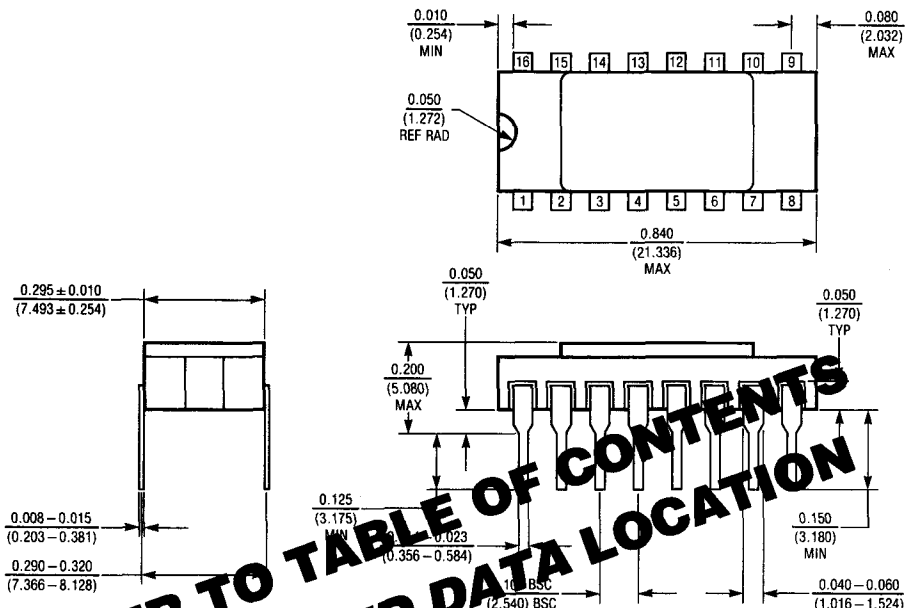 0.010
(0.254)
MIN
0.080
(2.032)
MAX
16 15 14 13 12 11 10 9
0.050
(1.272)
REF RAD
1 2 3 4 5 6 7 8
0.840
(21.336)
MAX
0.295 ± 0.010
(7.493 ± 0.254)
0.050
(1.270)
TYP
0.050
(1.270)
TYP
0.200
(5.080)
MAX
0.125
(3.175)
MIN
0.023
(0.356 – 0.584)
0.150
(3.180)
MIN
0.008 – 0.015
(0.203 – 0.381)
0.290 – 0.320
(7.366 – 8.128)
BSC
(2.540) BSC
0.040 – 0.060
(1.016 – 1.524)
TO TABLE OF CONTENTS
DATA LOCATION